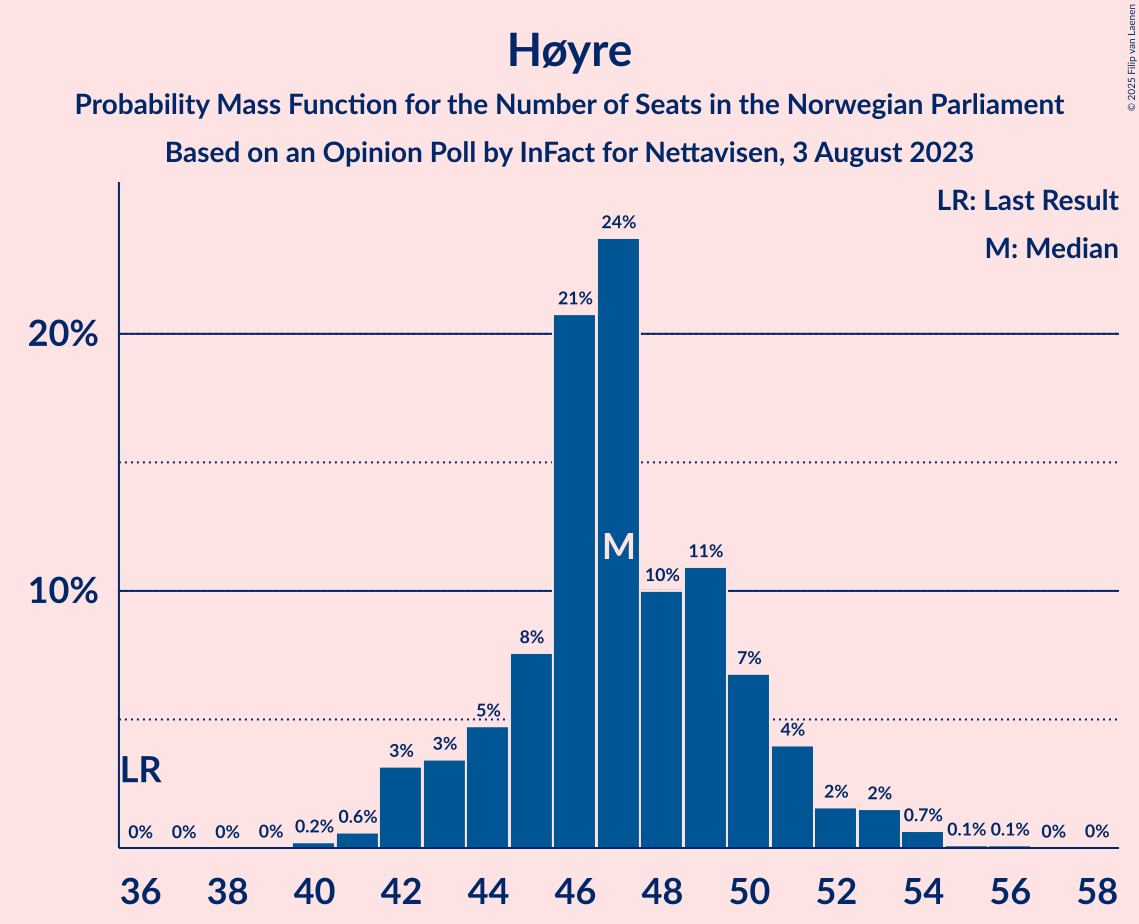 Høyre
Probability Mass Function for the Number of Seats in the Norwegian Parliament
Based on an Opinion Poll by InFact for Nettavisen, 3 August 2023
© 2025 Filip van Laenen
LR: Last Result
M: Median
20%
10%
LR
M
0%
0%
0%
0%
0.2%
0.6%
3%
3%
5%
8%
21%
24%
10%
11%
7%
4%
2%
2%
0.7%
0.1%
0.1%
0%
0%
36 38 40 42 44 46 48 50 52 54 56 58